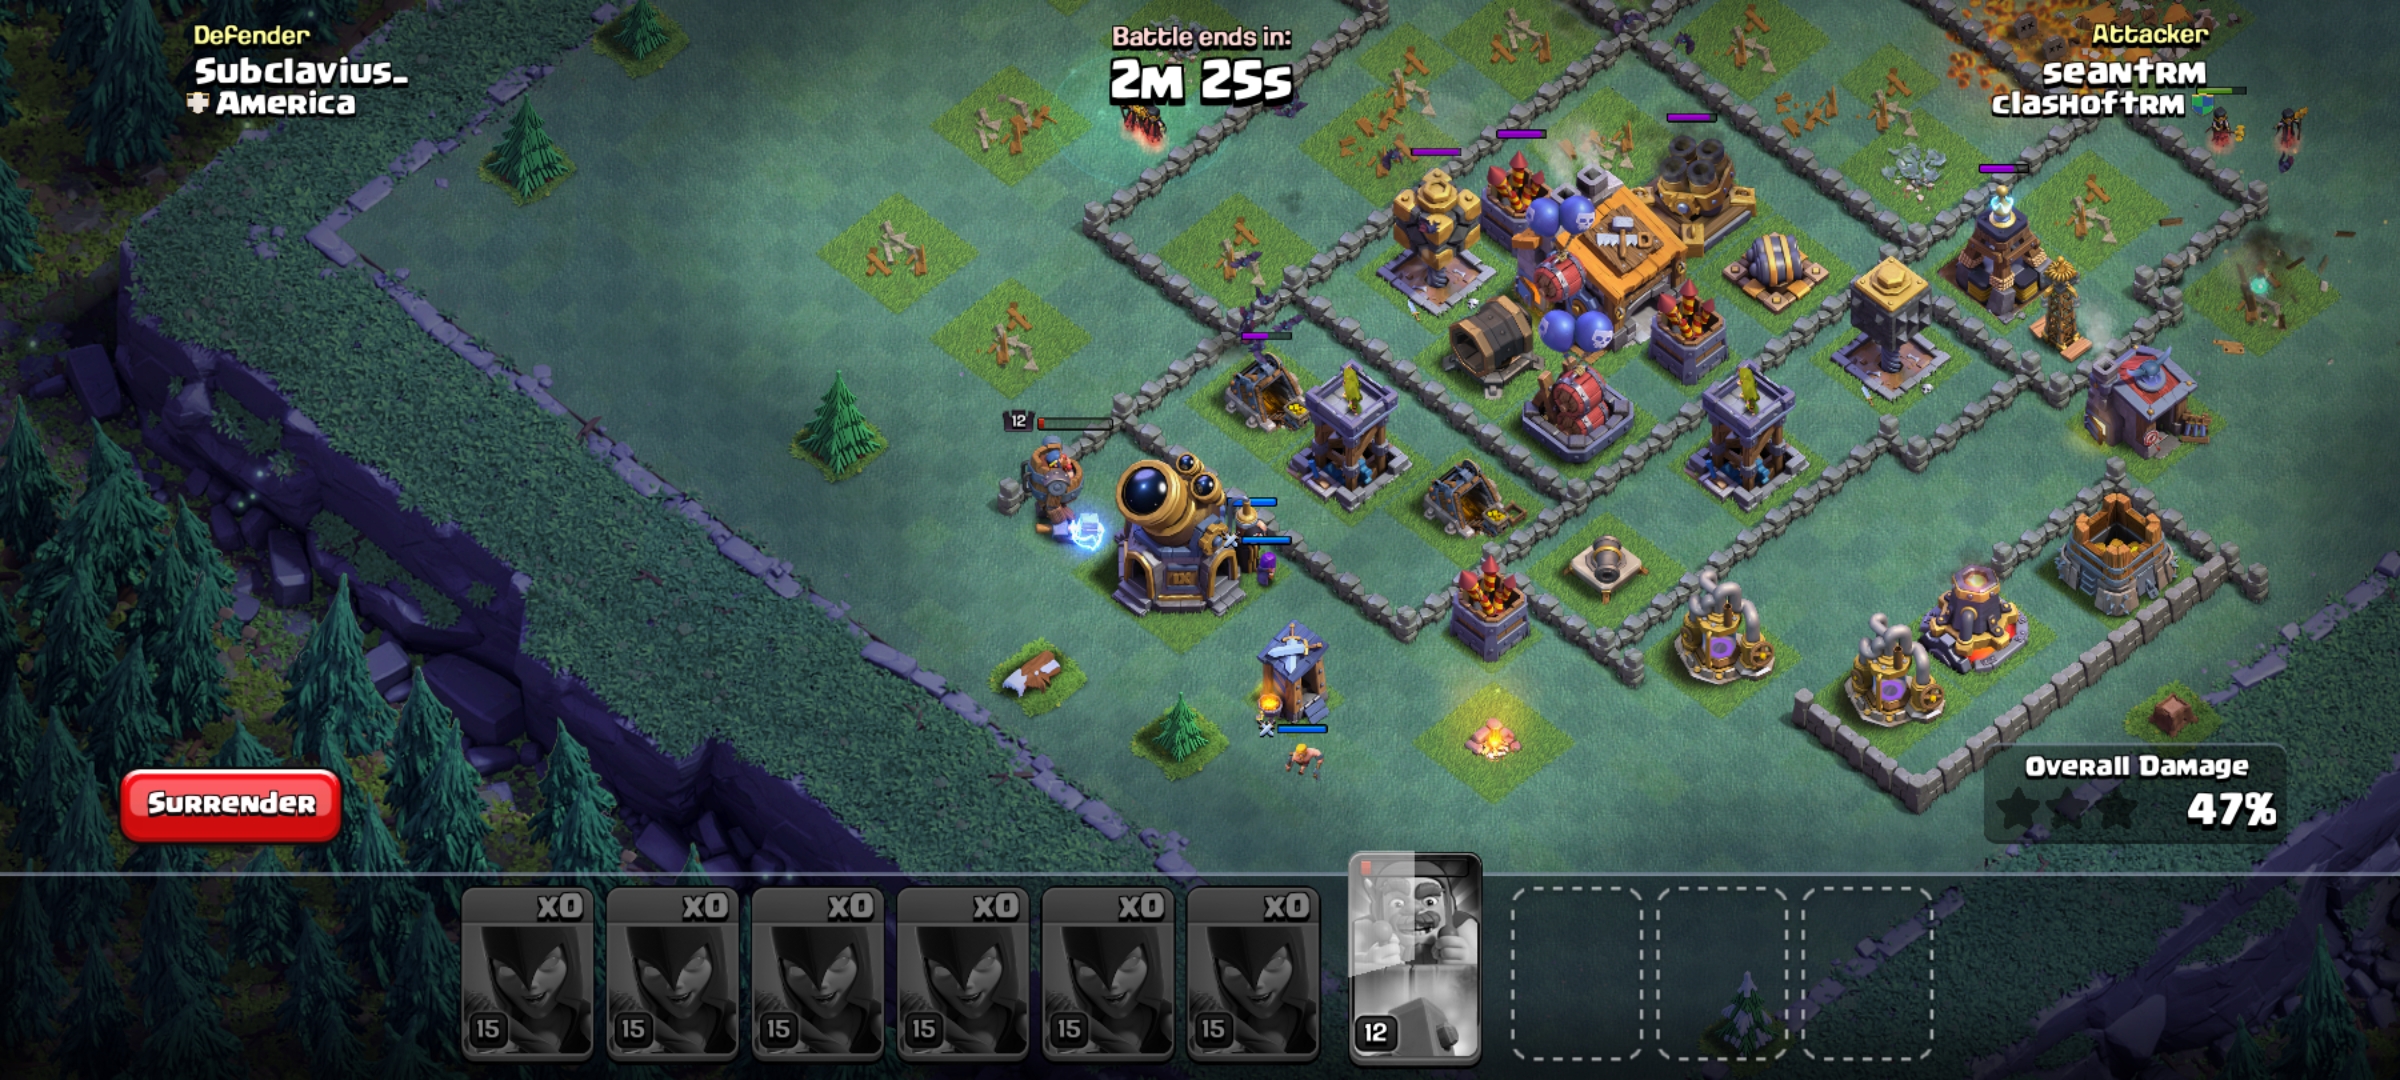 Defender
Subclavius_
America
Battle ends in:
2M 25s
Attacker
seantRM
clashoftRM
12
Surrender
Overall Damage
47%
x0 x0 x0 x0 x0 x0
15 15 15 15 15 15 12